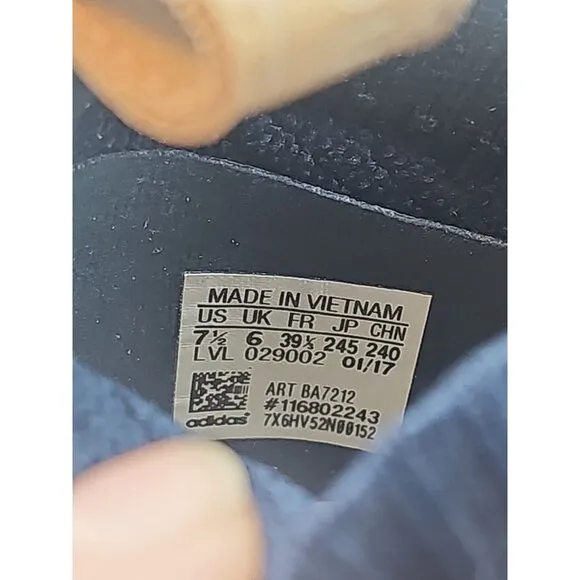 MADE IN VIETNAM
US UK FR JP CHN
7½ 6 39⅓ 245 240
LVL 029002 01/17
ART BA7212
#116802243
adidas® 7X6HV52N00152